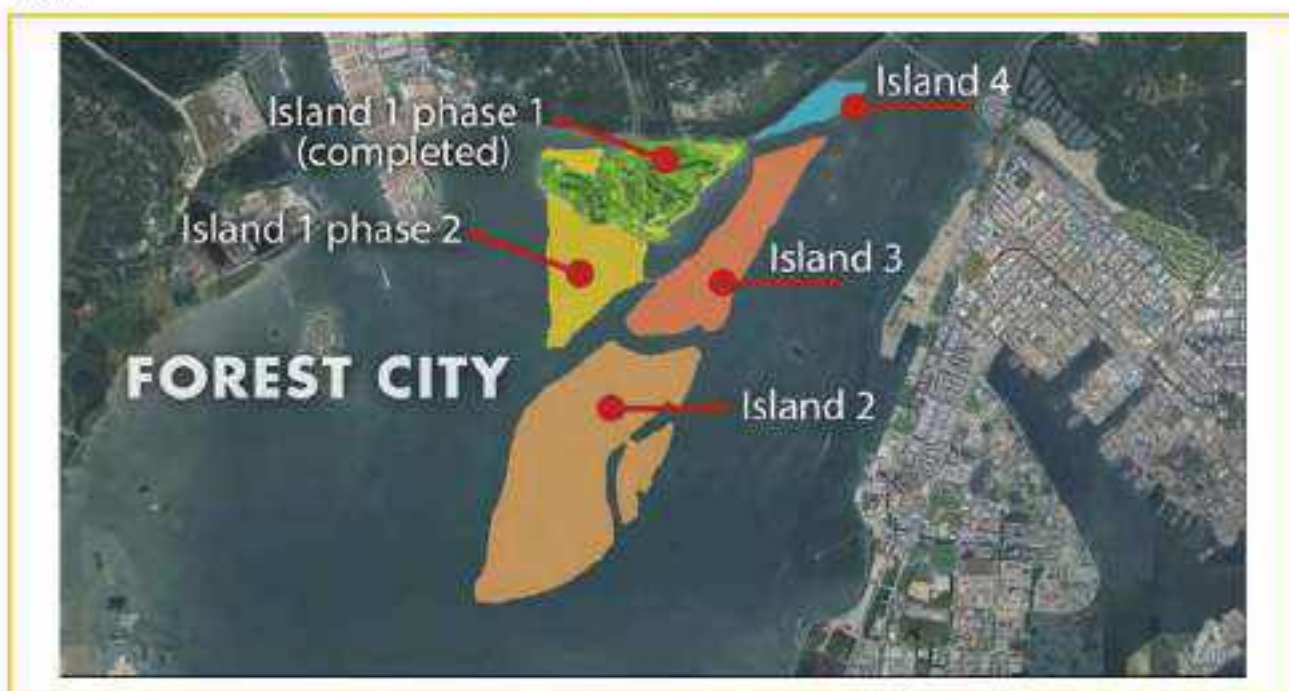 Island 4
Island 1 phase 1
(completed)
Island 1 phase 2
Island 3
FOREST CITY
Island 2